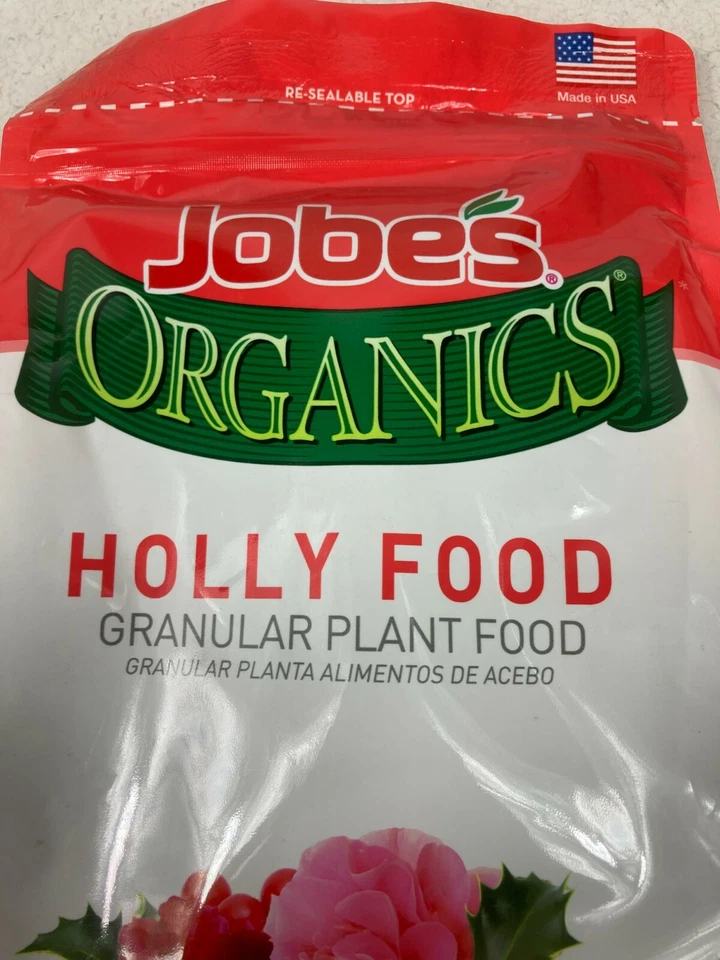 RE-SEALABLE TOP
Made in USA
Jobe's®
ORGANICS®
HOLLY FOOD
GRANULAR PLANT FOOD
GRANULAR PLANTA ALIMENTOS DE ACEBO